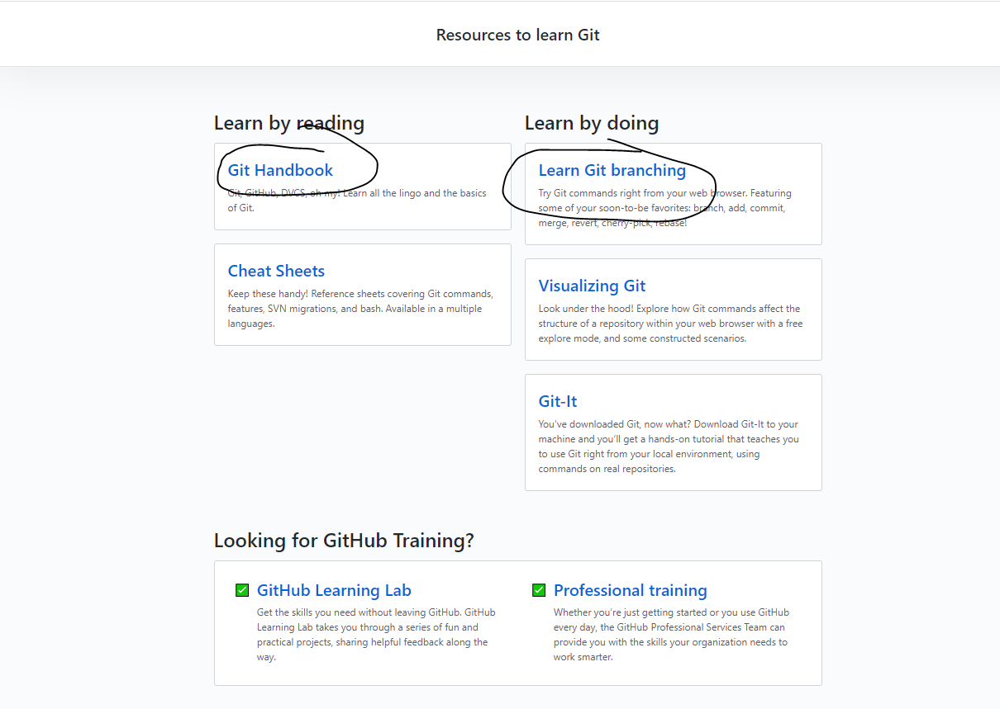 Resources to learn Git
Learn by reading
Git Handbook
Git, GitHub, DVCS, oh my! Learn all the lingo and the basics
of Git.
Cheat Sheets
Keep these handy! Reference sheets covering Git commands,
features, SVN migrations, and bash. Available in a multiple
languages.
Learn by doing
Learn Git branching
Try Git commands right from your web browser. Featuring
some of your soon-to-be favorites: branch, add, commit,
merge, revert, cherry-pick, rebase!
Visualizing Git
Look under the hood! Explore how Git commands affect the
structure of a repository within your web browser with a free
explore mode, and some constructed scenarios.
Git-It
You’ve downloaded Git, now what? Download Git-It to your
machine and you’ll get a hands-on tutorial that teaches you
to use Git right from your local environment, using
commands on real repositories.
Looking for GitHub Training?
GitHub Learning Lab
Get the skills you need without leaving GitHub. GitHub
Learning Lab takes you through a series of fun and
practical projects, sharing helpful feedback along the
way.
Professional training
Whether you’re just getting started or you use GitHub
every day, the GitHub Professional Services Team can
provide you with the skills your organization needs to
work smarter.